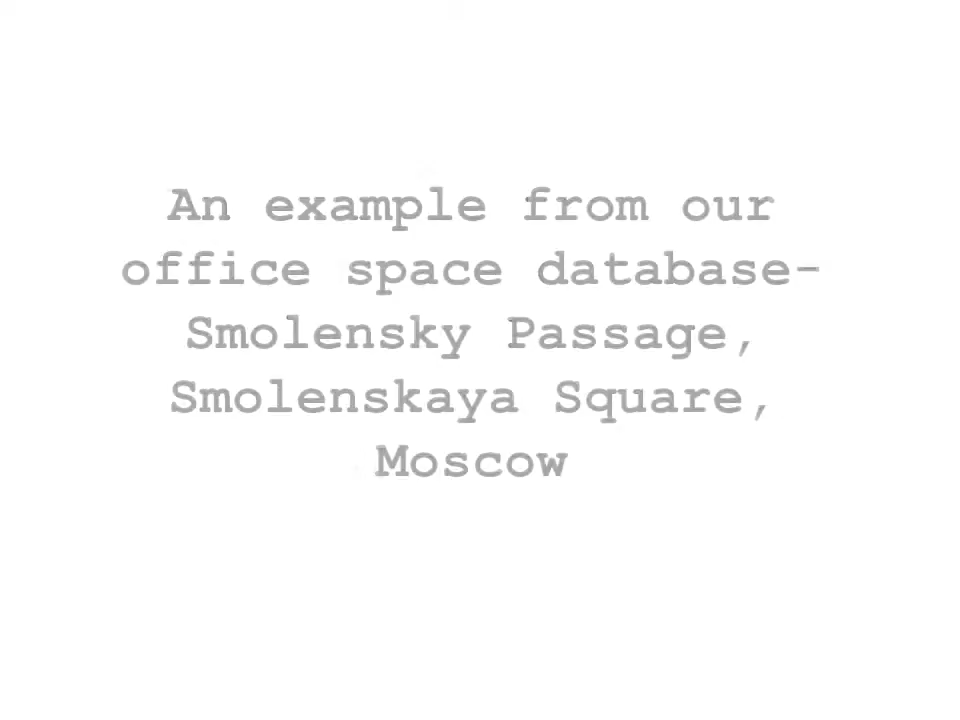 An example from our
office space database-
Smolensky Passage,
Smolenskaya Square,
Moscow